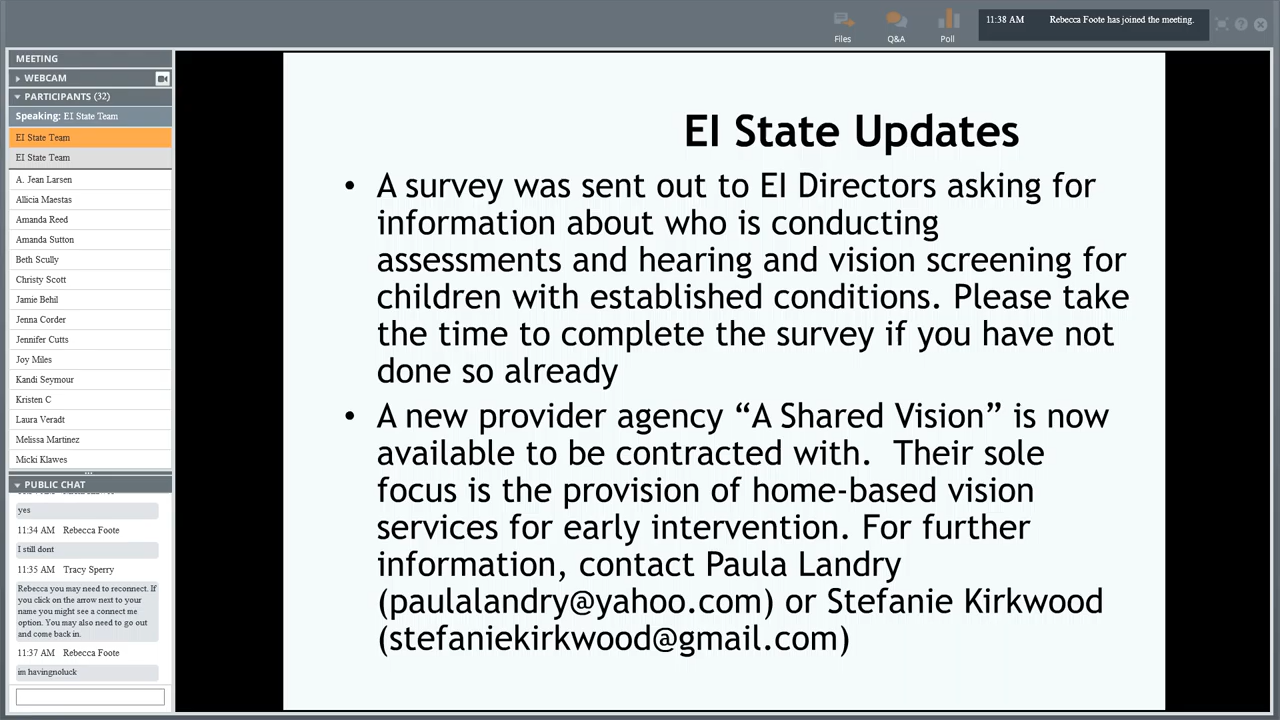 Files
Q&A
Poll
11:38 AM Rebecca Foote has joined the meeting.
MEETING
WEBCAM
PARTICIPANTS (32)
Speaking: EI State Team
EI State Team
EI State Team
A. Jean Larsen
Allicia Maestas
Amanda Reed
Amanda Sutton
Beth Scully
Christy Scott
Jamie Behil
Jenna Corder
Jennifer Cutts
Joy Miles
Kandi Seymour
Kristen C
Laura Veradt
Melissa Martinez
Micki Klawes
PUBLIC CHAT
yes
11:34 AM Rebecca Foote
I still dont
11:35 AM Tracy Sperry
Rebecca you may need to reconnect. If
you click on the arrow next to your
name you might see a connect me
option. You may also need to go out
and come back in.
11:37 AM Rebecca Foote
im havingnoluck
EI State Updates
• A survey was sent out to EI Directors asking for
information about who is conducting
assessments and hearing and vision screening for
children with established conditions. Please take
the time to complete the survey if you have not
done so already
• A new provider agency “A Shared Vision” is now
available to be contracted with. Their sole
focus is the provision of home-based vision
services for early intervention. For further
information, contact Paula Landry
(paulalandry@yahoo.com) or Stefanie Kirkwood
(stefaniekirkwood@gmail.com)